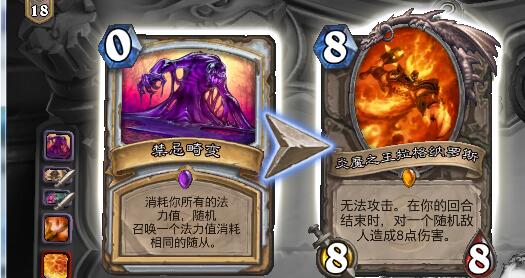 18
0
禁忌畸变
消耗你所有的法
力值，随机
召唤一个法力值消耗
相同的随从。
8
炎魔之王拉格纳罗斯
无法攻击。在你的回合
结束时，对一个随机敌
人造成8点伤害。
8
8